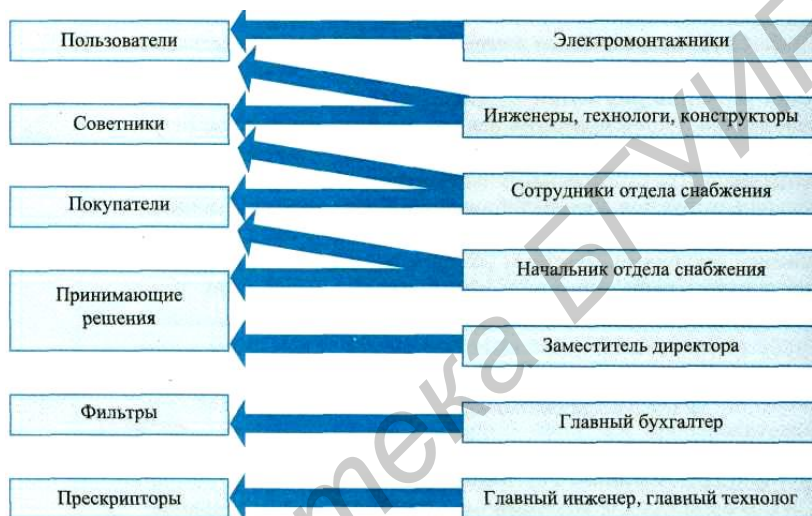 Пользователи
Электромонтажники
Советники
Инженеры, технологи, конструкторы
Покупатели
Сотрудники отдела снабжения
Принимающие
решения
Начальник отдела снабжения
Заместитель директора
Фильтры
Главный бухгалтер
Прескрипторы
Главный инженер, главный технолог
БГУИР